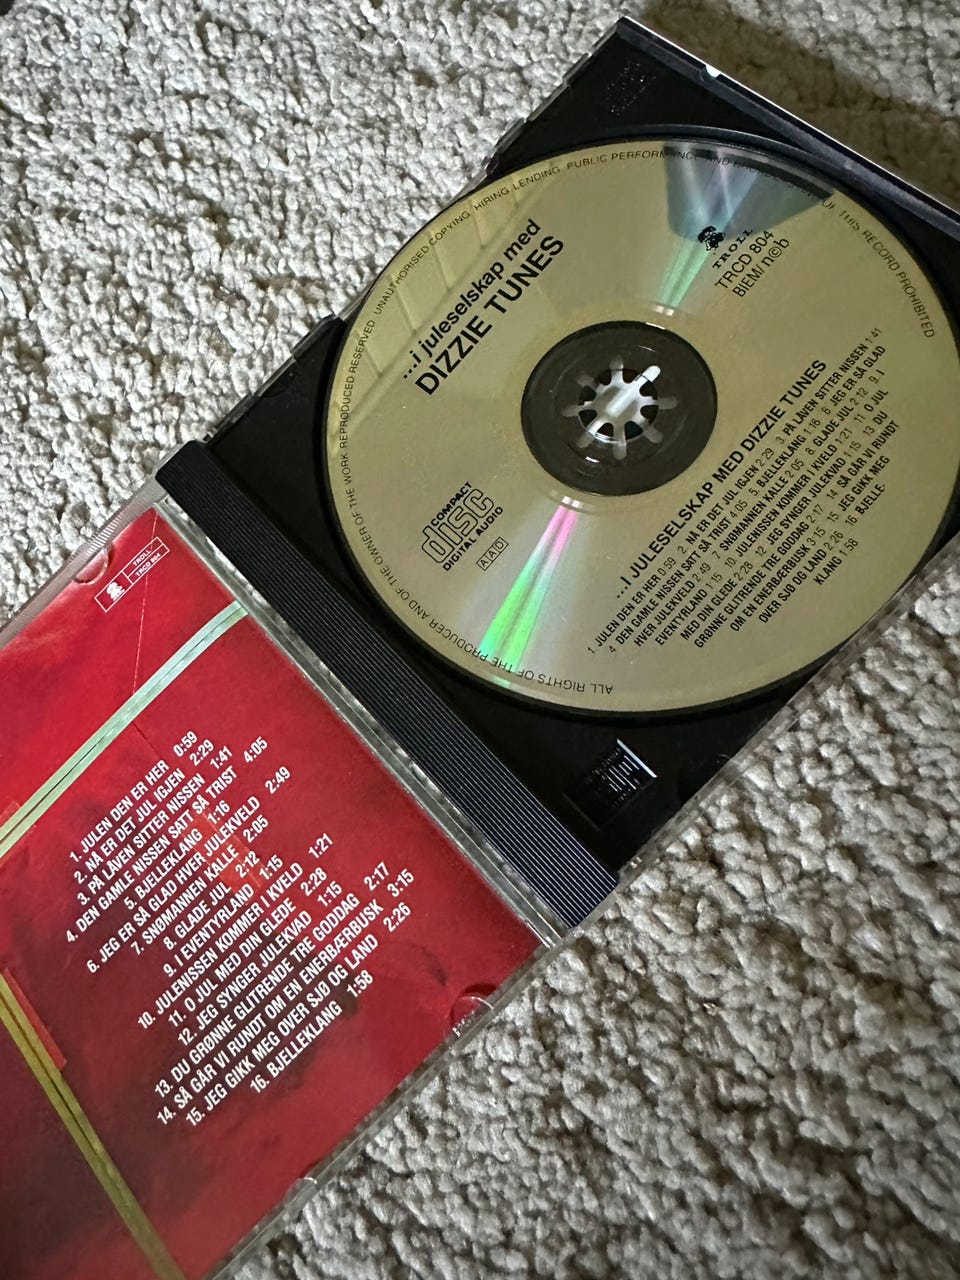 TROLL
TRCD 804
1. JULEN DEN ER HER 0:59
2. NÅ ER DET JUL IGJEN 2:29
3. PÅ LÅVEN SITTER NISSEN 1:41
4. DEN GAMLE NISSEN SATT SÅ TRIST 4:05
5. BJELLEKLANG 1:16
6. JEG ER SÅ GLAD HVER JULEKVELD 2:49
7. SNØMANNEN KALLE 2:05
8. GLADE JUL 2:12
9. I EVENTYRLAND 1:15
10. JULENISSEN KOMMER I KVELD 1:21
11. O JUL MED DIN GLEDE 2:28
12. JEG SYNGER JULEKVAD 1:15
13. DU GRØNNE GLITRENDE TRE GODDAG 2:17
14. SÅ GÅR VI RUNDT OM EN ENERBÆRBUSK 3:15
15. JEG GIKK MEG OVER SJØ OG LAND 2:26
16. BJELLEKLANG 1:58
...i juleselskap med
DIZZIE TUNES
TROLL
TRCD 804
BIEM/ n©b
COMPACT
disc
DIGITAL AUDIO
AAD
...I JULESELSKAP MED DIZZIE TUNES
1. JULEN DEN ER HER 0:59 2. NÅ ER DET JUL IGJEN 2:29 3. PÅ LÅVEN SITTER NISSEN 1:41
4. DEN GAMLE NISSEN SATT SÅ TRIST 4:05 5. BJELLEKLANG 1:16 6. JEG ER SÅ GLAD
HVER JULEKVELD 2:49 7. SNØMANNEN KALLE 2:05 8. GLADE JUL 2:12 9. I
EVENTYRLAND 1:15 10. JULENSSEN KOMMER I KVELD 1:21 11. O JUL
MED DIN GLEDE 2:28 12. JEG SYNGER JULEKVAD 1:15 13. DU
GRØNNE GLITRENDE TRE GODDAG 2:17 14. SÅ GÅR VI RUNDT
OM EN ENERBÆRBUSK 3:15 15. JEG GIKK MEG
OVER SJØ OG LAND 2:26 16. BJELLE-
KLANG 1:58
ALL RIGHTS OF THE PRODUCER AND OF THE OWNER OF THE WORK REPRODUCED RESERVED UNAUTHORISED COPYING, HIRING, LENDING, PUBLIC PERFORMANCE AND THIS RECORD PROHIBITED